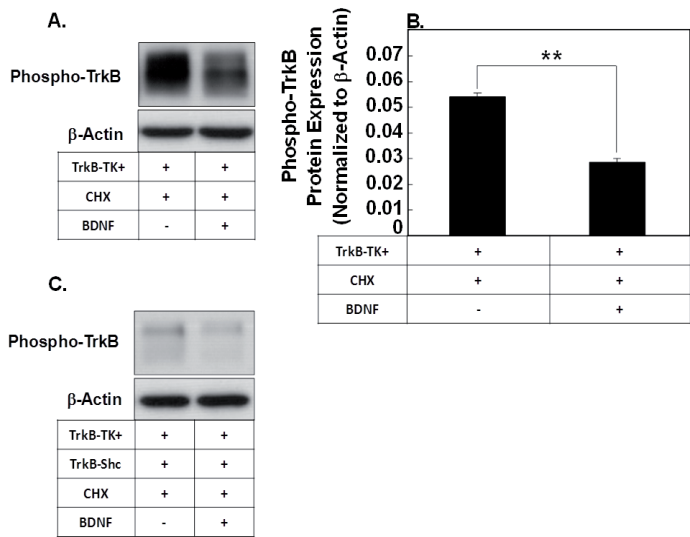 A.
Phospho-TrkB
β-Actin
TrkB-TK+ + +
CHX + +
BDNF - +
B.
Phospho-TrkB
Protein Expression
(Normalized to β-Actin)
0.07
0.06
0.05
0.04
0.03
0.02
0.01
0
**
TrkB-TK+ + +
CHX + +
BDNF - +
C.
Phospho-TrkB
β-Actin
TrkB-TK+ + +
TrkB-Shc + +
CHX + +
BDNF - +